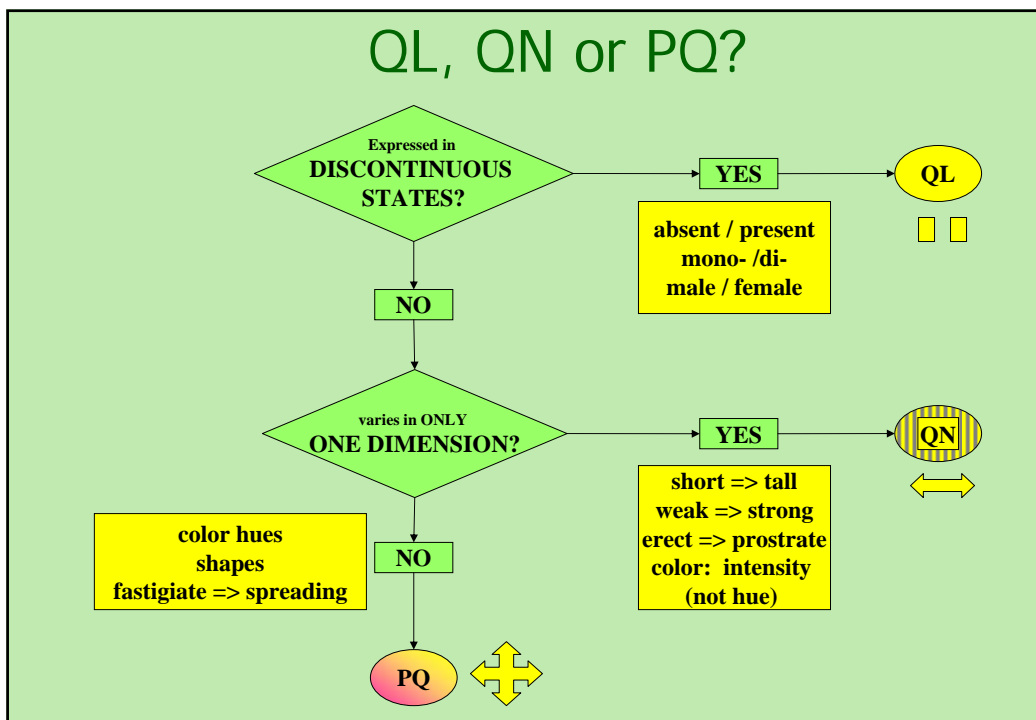 QL, QN or PQ?
Expressed in
DISCONTINUOUS
STATES?
YES
QL
absent / present
mono- /di-
male / female
NO
varies in ONLY
ONE DIMENSION?
YES
QN
short => tall
weak => strong
erect => prostrate
color: intensity
(not hue)
color hues
shapes
fastigiate => spreading
NO
PQ